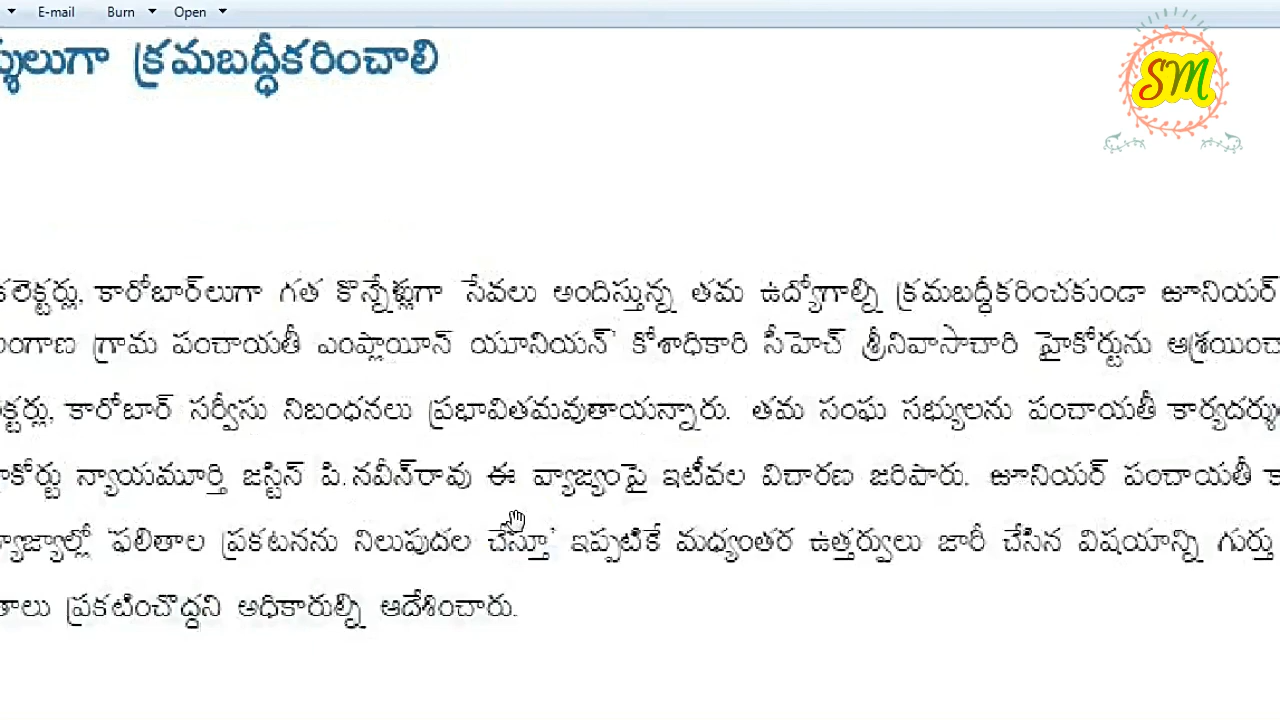 E-mail Burn Open
శులుగా క్రమబద్ధీకరించాలి
SM
కలెక్టర్లు, కారోబార్‌లుగా గత కొన్నేళ్లుగా సేవలు అందిస్తున్న తమ ఉద్యోగాల్ని క్రమబద్ధీకరించకుండా జూనియర్
లంగాణ గ్రామ పంచాయతీ ఎంప్లాయీస్ యూనియన్' కోశాధికారి సీహెచ్ శ్రీనివాసాచారి హైకోర్టును ఆశ్రయించా
క్టర్లు, కారోబార్ సర్వీసు నిబంధనలు ప్రభావితమవుతాయన్నారు. తమ సంఘ సభ్యులను పంచాయతీ కార్యదర్శు
కోర్టు న్యాయమూర్తి జస్టిస్ పి.నవీన్‌రావు ఈ వ్యాజ్యంపై ఇటీవల విచారణ జరిపారు. జూనియర్ పంచాయతీ కా
వ్యాజ్యాల్లో 'ఫలితాల ప్రకటనను నిలుపుదల చేస్తూ' ఇప్పటికే మధ్యంతర ఉత్తర్వులు జారీ చేసిన విషయాన్ని గుర్తు
తాలు ప్రకటించొద్దని అధికారుల్ని ఆదేశించారు.